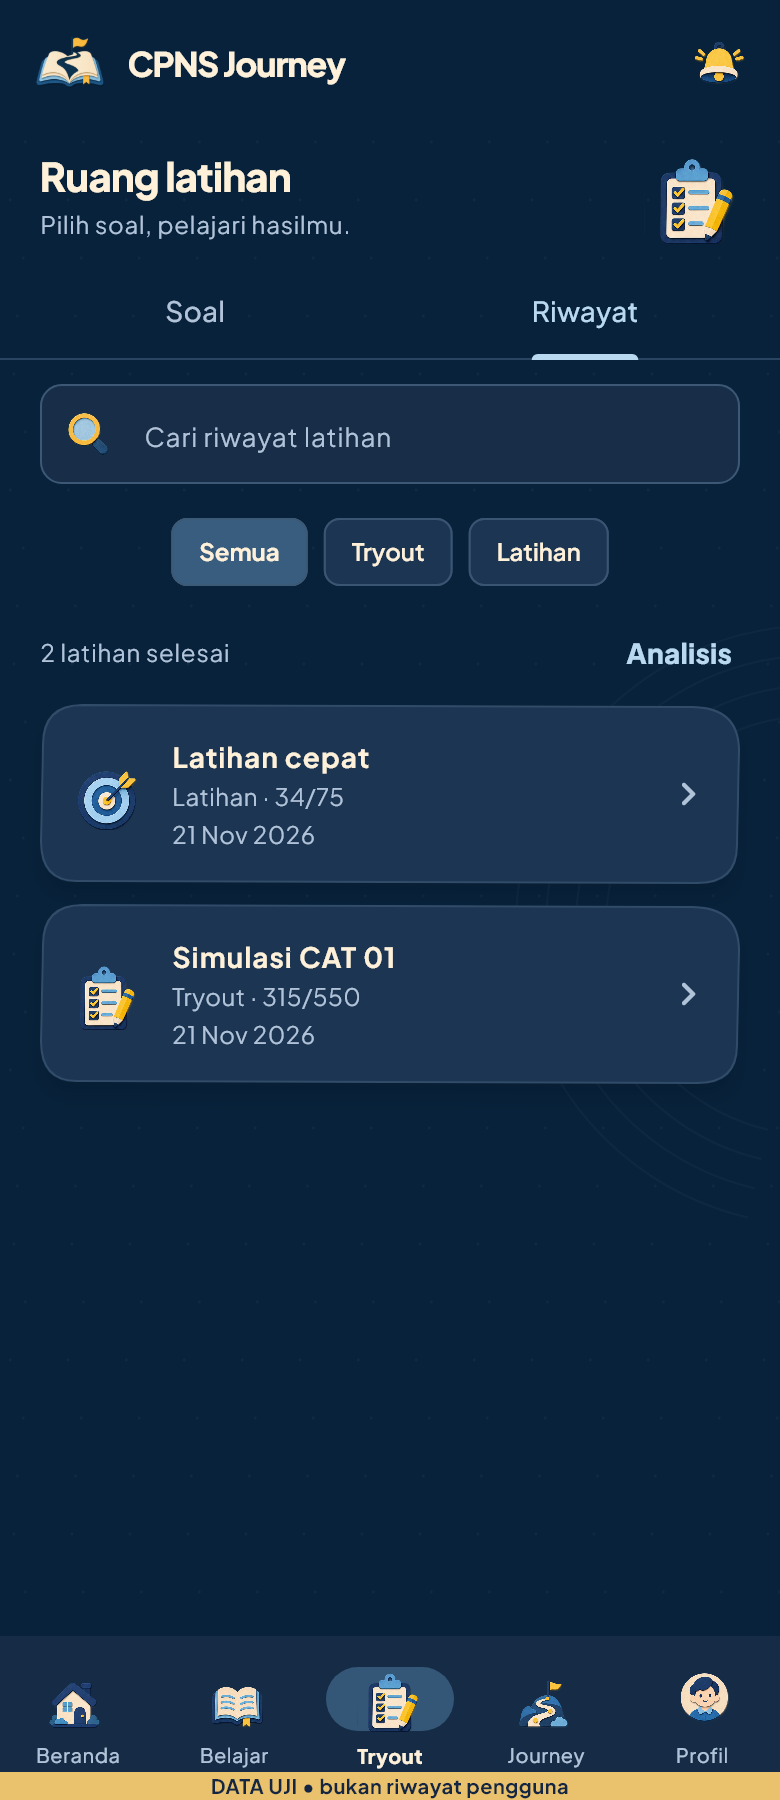 CPNS Journey
Ruang latihan
Pilih soal, pelajari hasilmu.
Soal
Riwayat
Cari riwayat latihan
Semua
Tryout
Latihan
2 latihan selesai
Analisis
Latihan cepat
Latihan · 34/75
21 Nov 2026
Simulasi CAT 01
Tryout · 315/550
21 Nov 2026
Beranda
Belajar
Tryout
Journey
Profil
DATA UJI • bukan riwayat pengguna